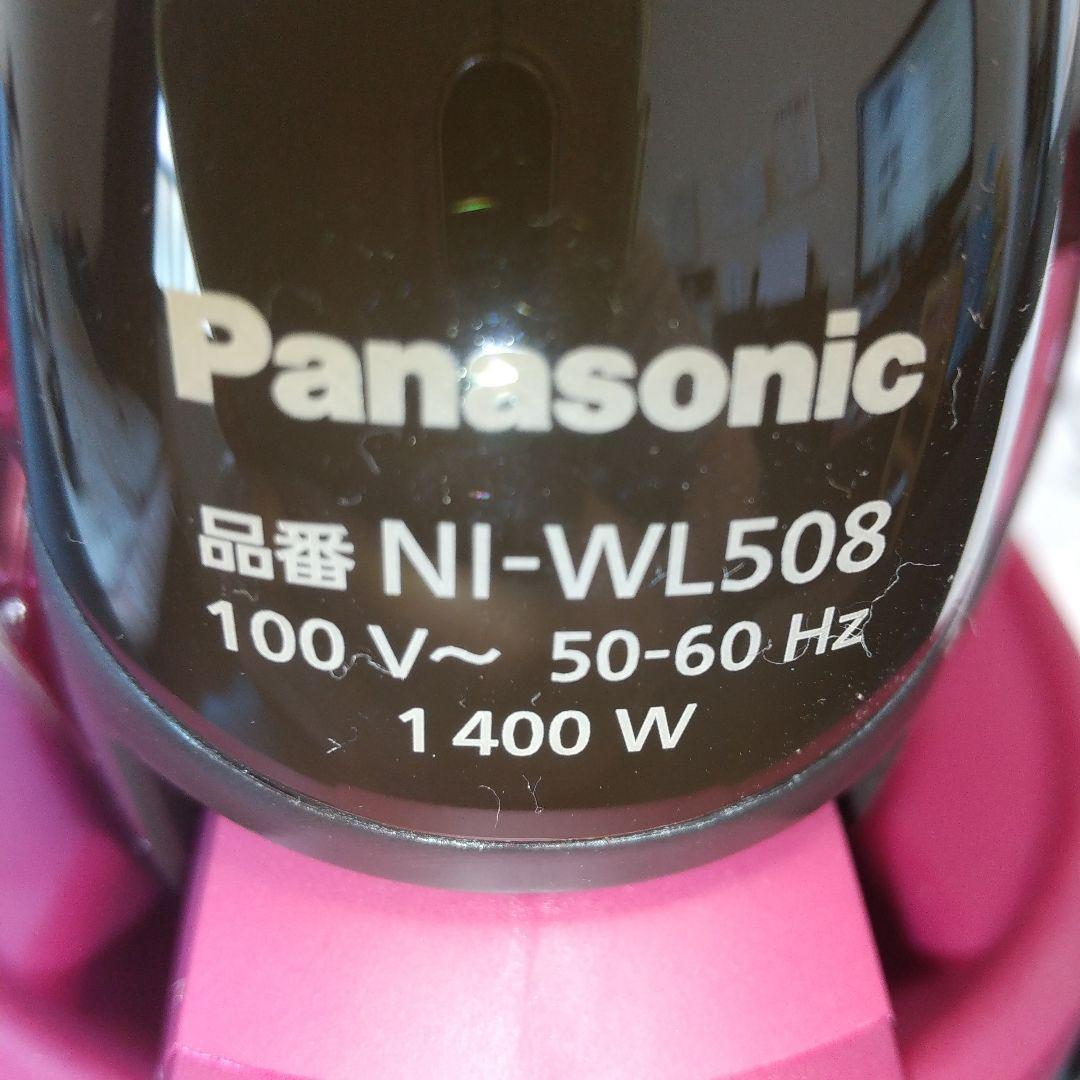 Panasonic
品番 NI-WL508
100 V～ 50-60 Hz
1 400 W